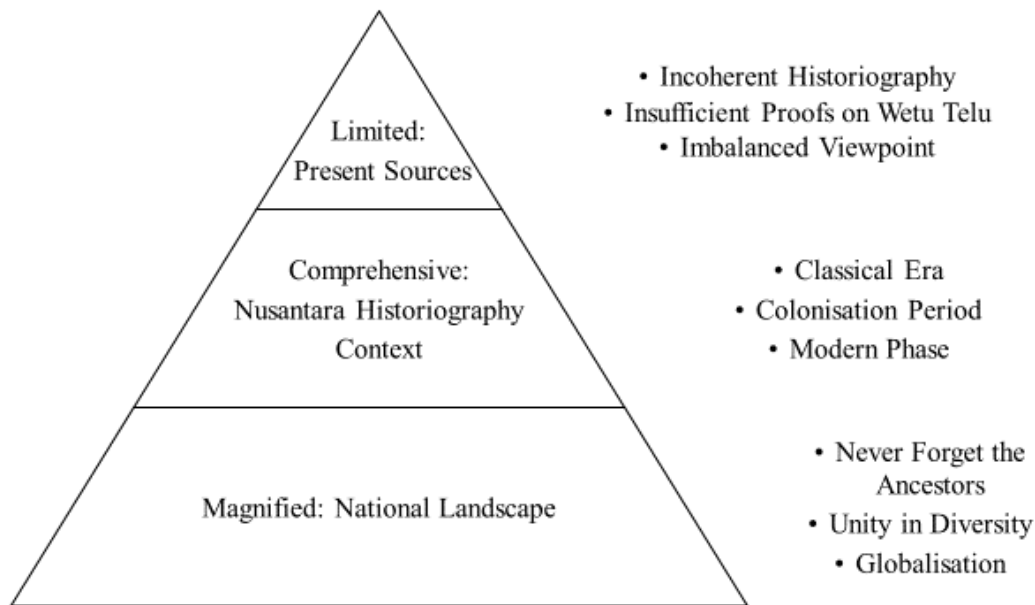 Limited:
Present Sources
• Incoherent Historiography
• Insufficient Proofs on Wetu Telu
• Imbalanced Viewpoint
Comprehensive:
Nusantara Historiography
Context
• Classical Era
• Colonisation Period
• Modern Phase
Magnified: National Landscape
• Never Forget the
Ancestors
• Unity in Diversity
• Globalisation